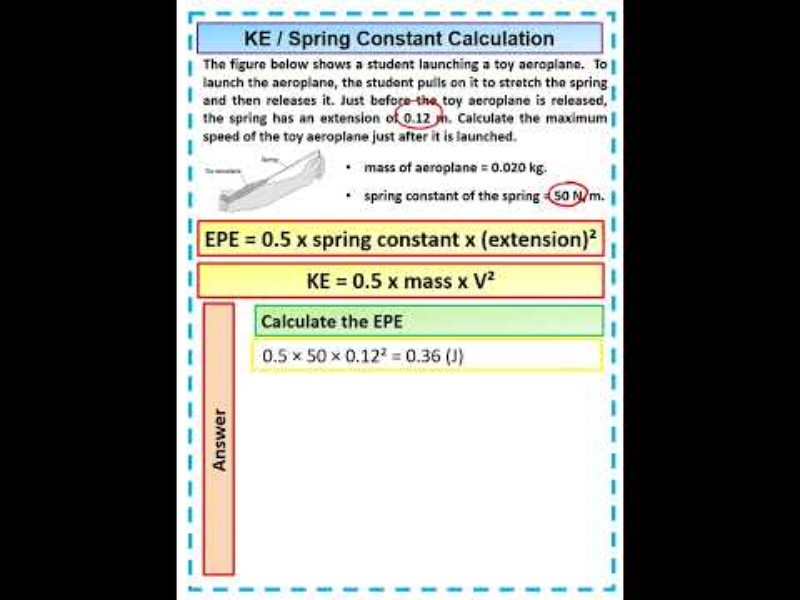 KE / Spring Constant Calculation
The figure below shows a student launching a toy aeroplane. To
launch the aeroplane, the student pulls on it to stretch the spring
and then releases it. Just before the toy aeroplane is released,
the spring has an extension of 0.12 m. Calculate the maximum
speed of the toy aeroplane just after it is launched.
Spring
Toy aeroplane
• mass of aeroplane = 0.020 kg.
• spring constant of the spring = 50 N/m.
EPE = 0.5 x spring constant x (extension)²
KE = 0.5 x mass x V²
Answer
Calculate the EPE
0.5 × 50 × 0.12² = 0.36 (J)